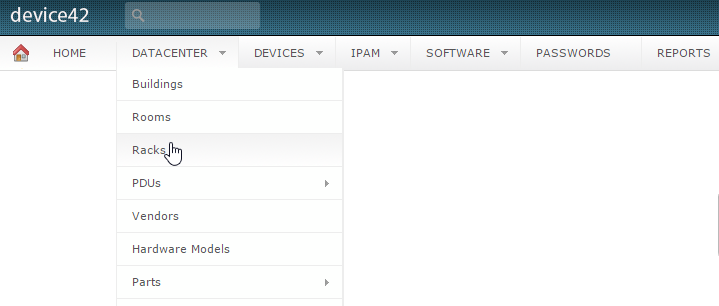 device42
HOME DATACENTER DEVICES IPAM SOFTWARE PASSWORDS REPORTS
Buildings
Rooms
Racks
PDUs
Vendors
Hardware Models
Parts